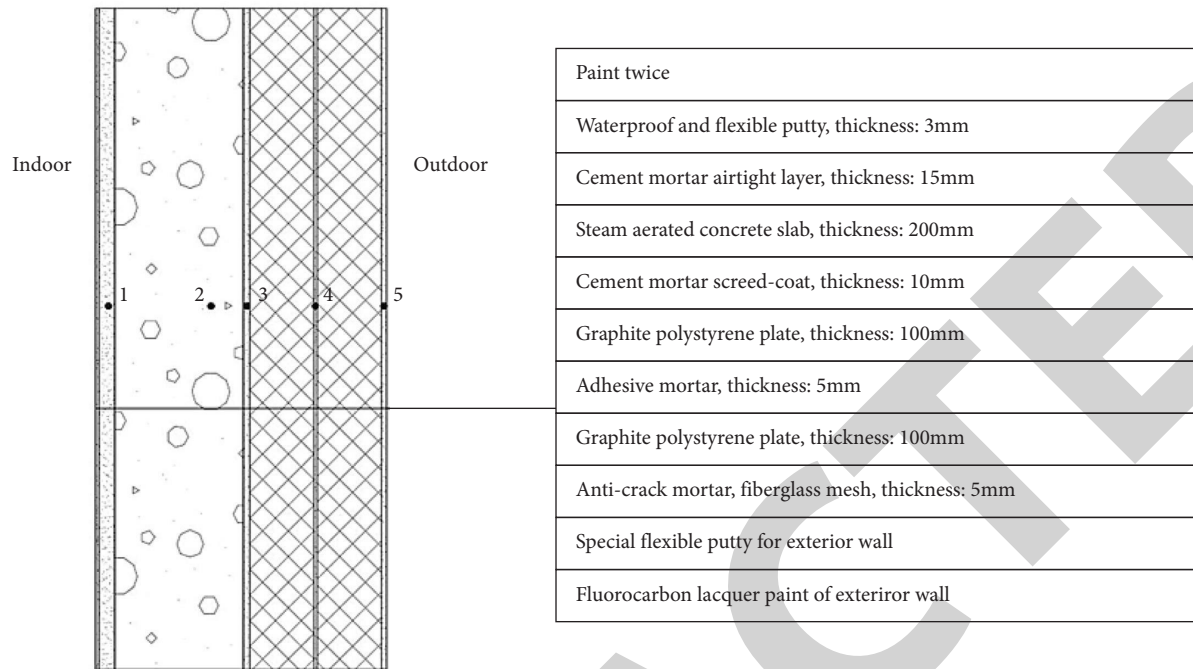 Indoor
Outdoor
1
2
3
4
5
Paint twice
Waterproof and flexible putty, thickness: 3mm
Cement mortar airtight layer, thickness: 15mm
Steam aerated concrete slab, thickness: 200mm
Cement mortar screed-coat, thickness: 10mm
Graphite polystyrene plate, thickness: 100mm
Adhesive mortar, thickness: 5mm
Graphite polystyrene plate, thickness: 100mm
Anti-crack mortar, fiberglass mesh, thickness: 5mm
Special flexible putty for exterior wall
Fluorocarbon lacquer paint of exteriror wall
CTE